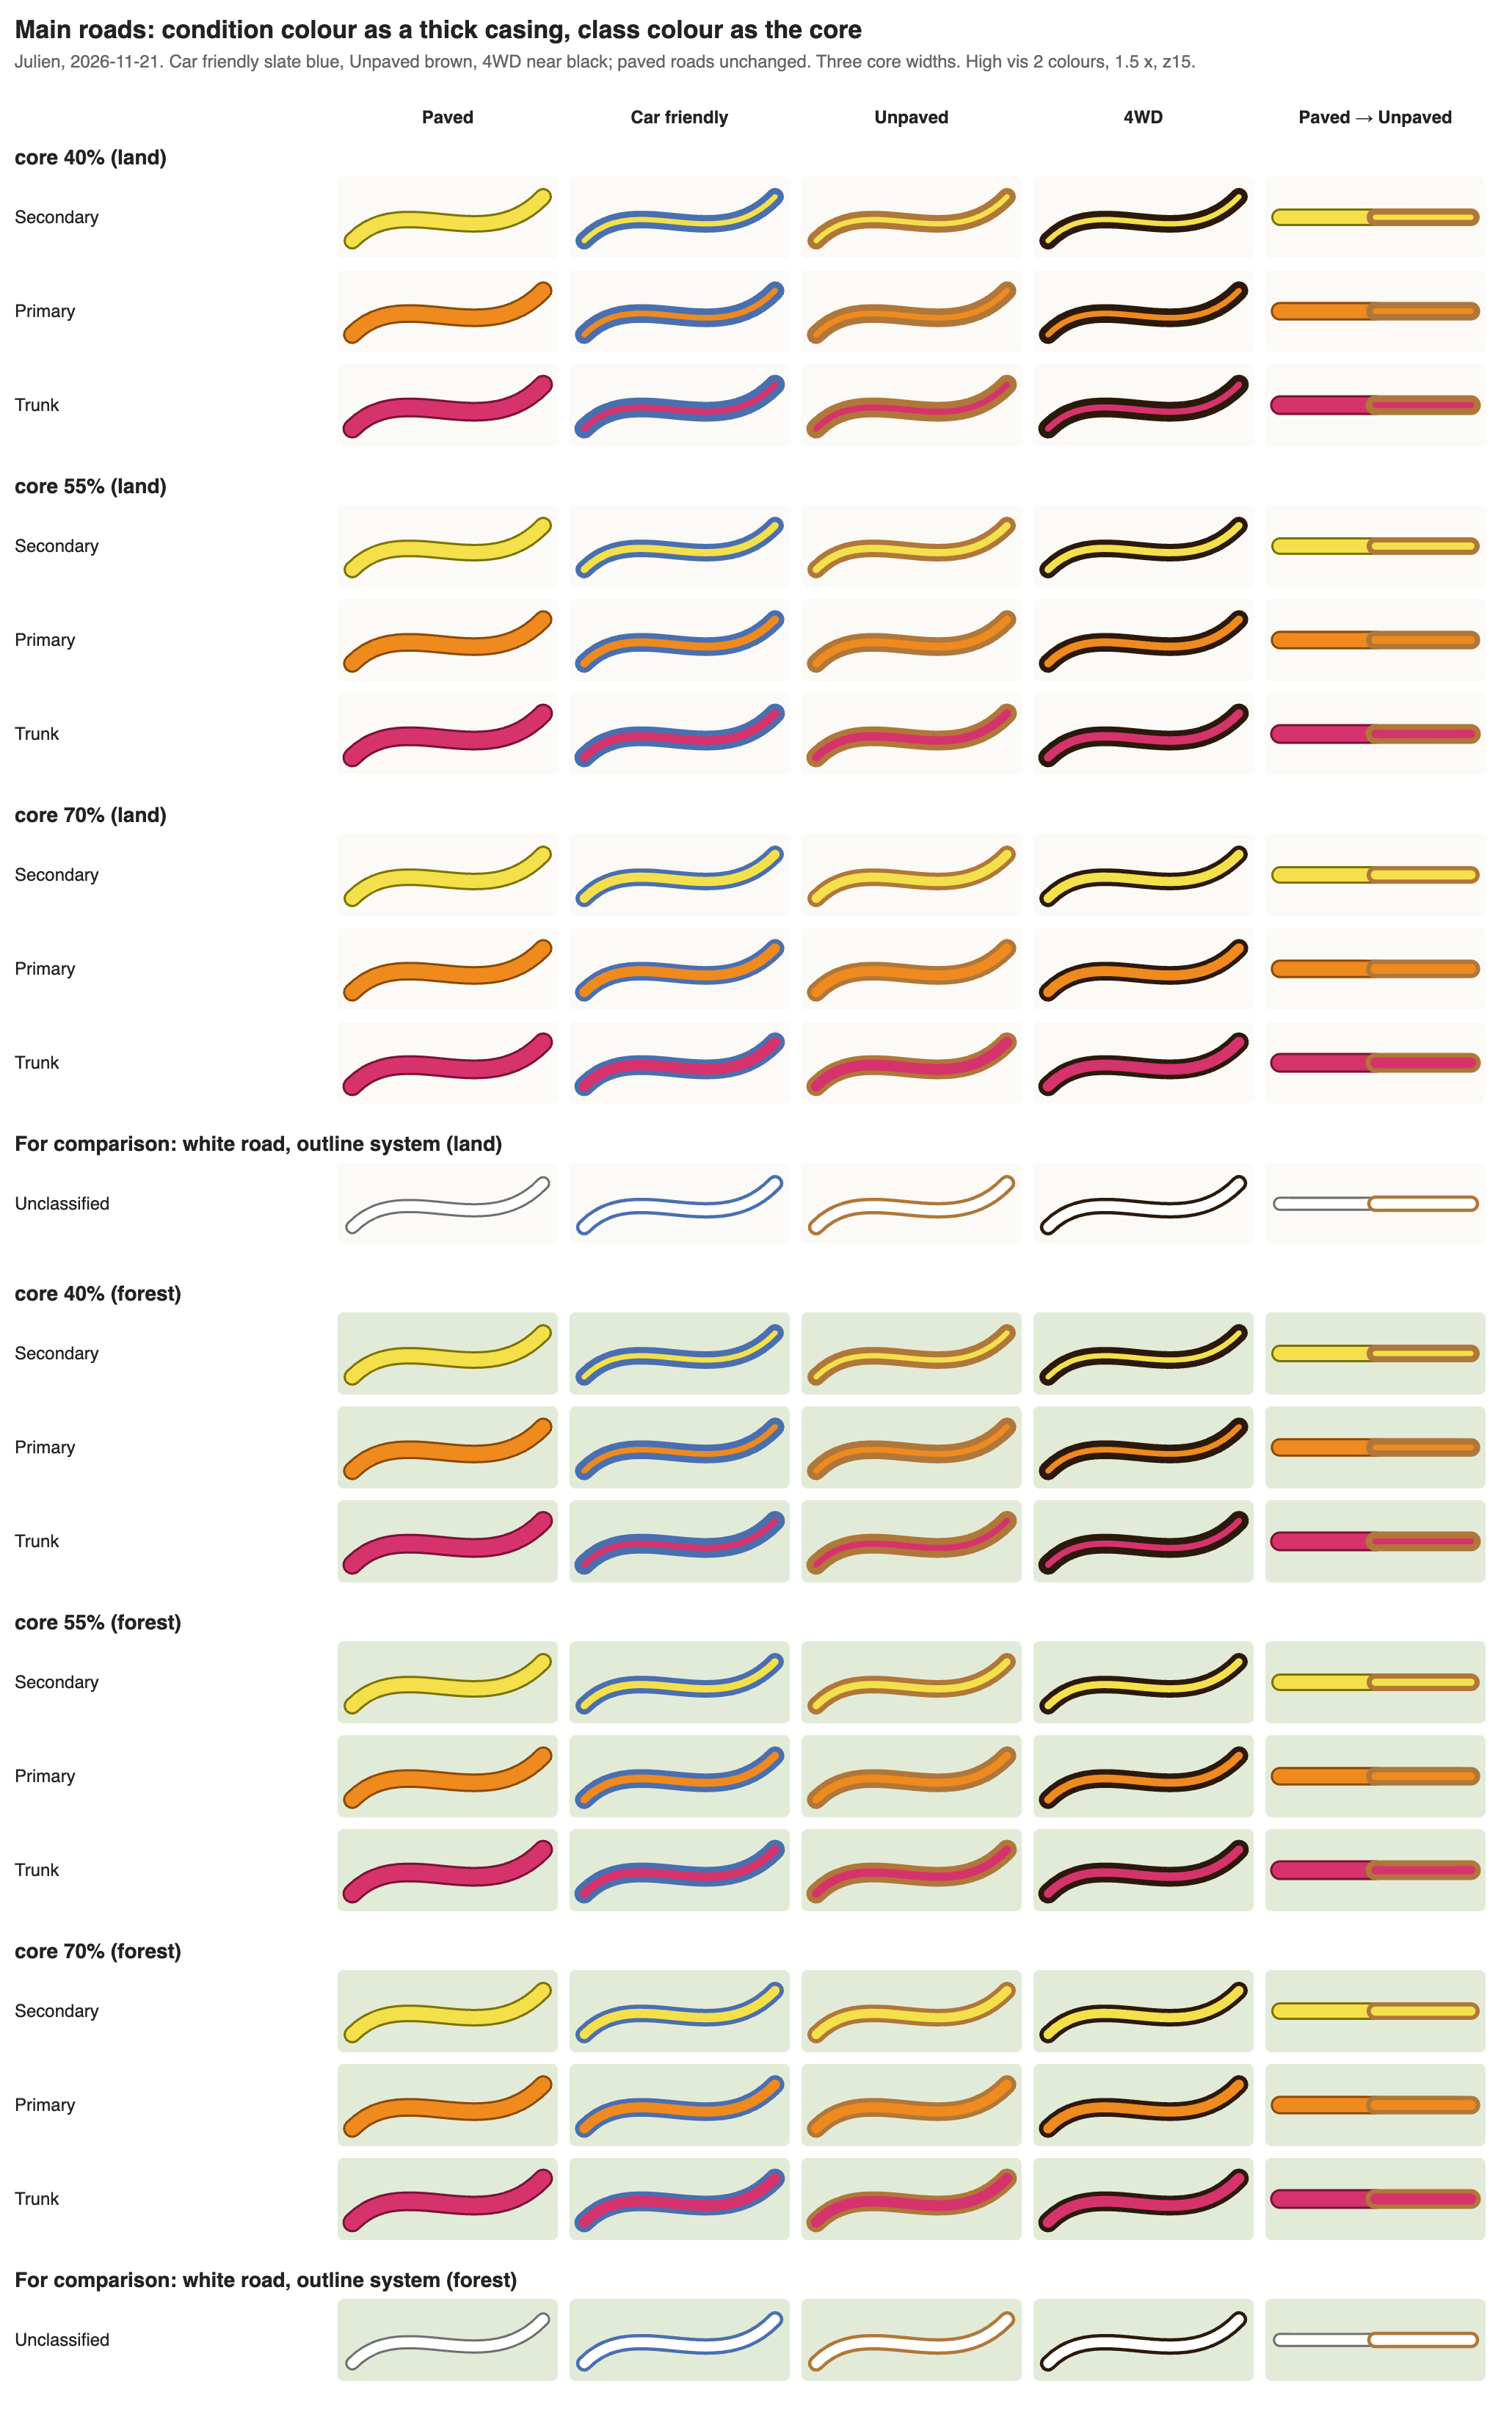 Main roads: condition colour as a thick casing, class colour as the core
Julien, 2026-11-21. Car friendly slate blue, Unpaved brown, 4WD near black; paved roads unchanged. Three core widths. High vis 2 colours, 1.5 x, z15.
Paved Car friendly Unpaved 4WD Paved → Unpaved
core 40% (land)
Secondary
Primary
Trunk
core 55% (land)
Secondary
Primary
Trunk
core 70% (land)
Secondary
Primary
Trunk
For comparison: white road, outline system (land)
Unclassified
core 40% (forest)
Secondary
Primary
Trunk
core 55% (forest)
Secondary
Primary
Trunk
core 70% (forest)
Secondary
Primary
Trunk
For comparison: white road, outline system (forest)
Unclassified